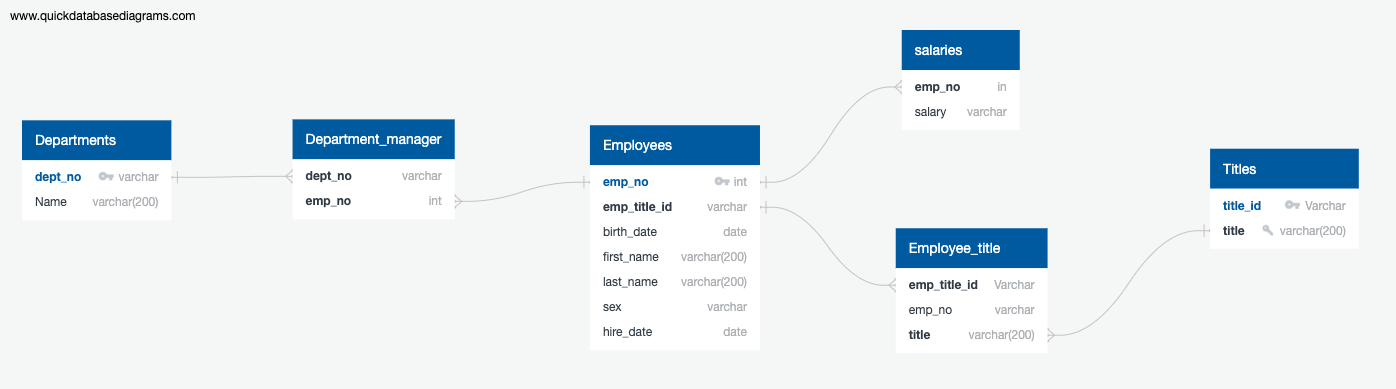 www.quickdatabasediagrams.com
Departments
dept_no varchar
Name varchar(200)
Department_manager
dept_no varchar
emp_no int
Employees
emp_no int
emp_title_id varchar
birth_date date
first_name varchar(200)
last_name varchar(200)
sex varchar
hire_date date
salaries
emp_no in
salary varchar
Employee_title
emp_title_id Varchar
emp_no varchar
title varchar(200)
Titles
title_id Varchar
title varchar(200)